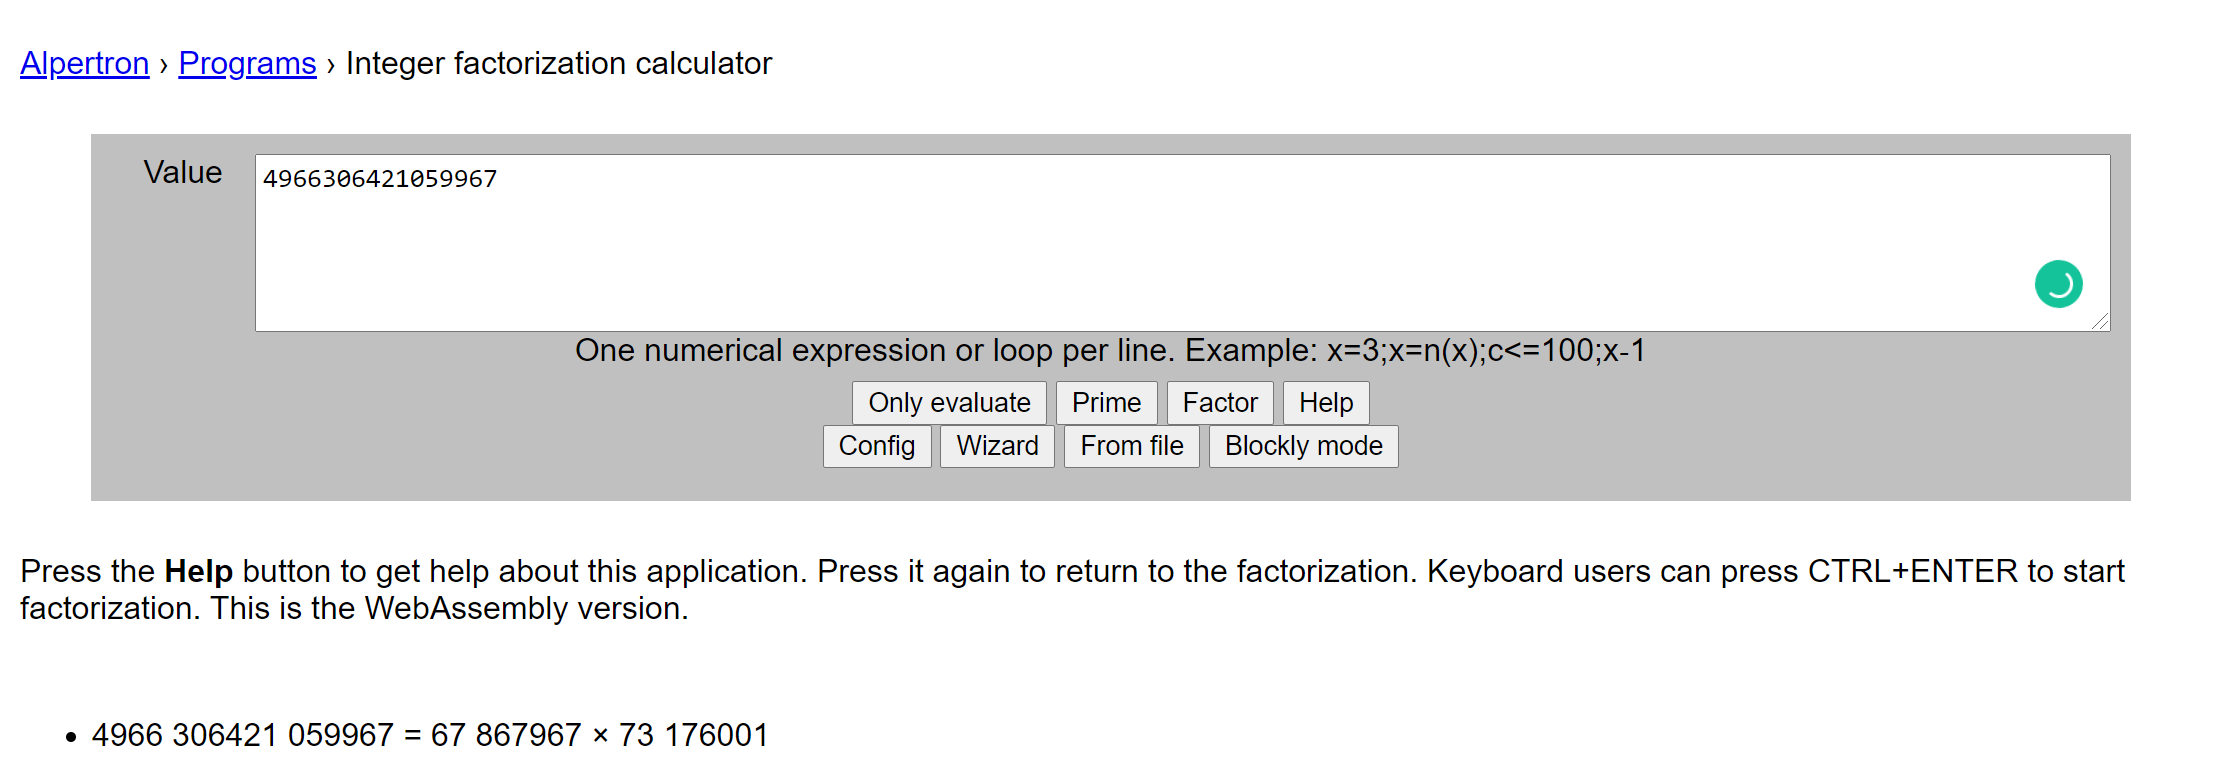 Alpertron › Programs › Integer factorization calculator
Value
4966306421059967
One numerical expression or loop per line. Example: x=3;x=n(x);c<=100;x-1
Only evaluate Prime Factor Help
Config Wizard From file Blockly mode
Press the Help button to get help about this application. Press it again to return to the factorization. Keyboard users can press CTRL+ENTER to start
factorization. This is the WebAssembly version.
• 4966 306421 059967 = 67 867967 × 73 176001